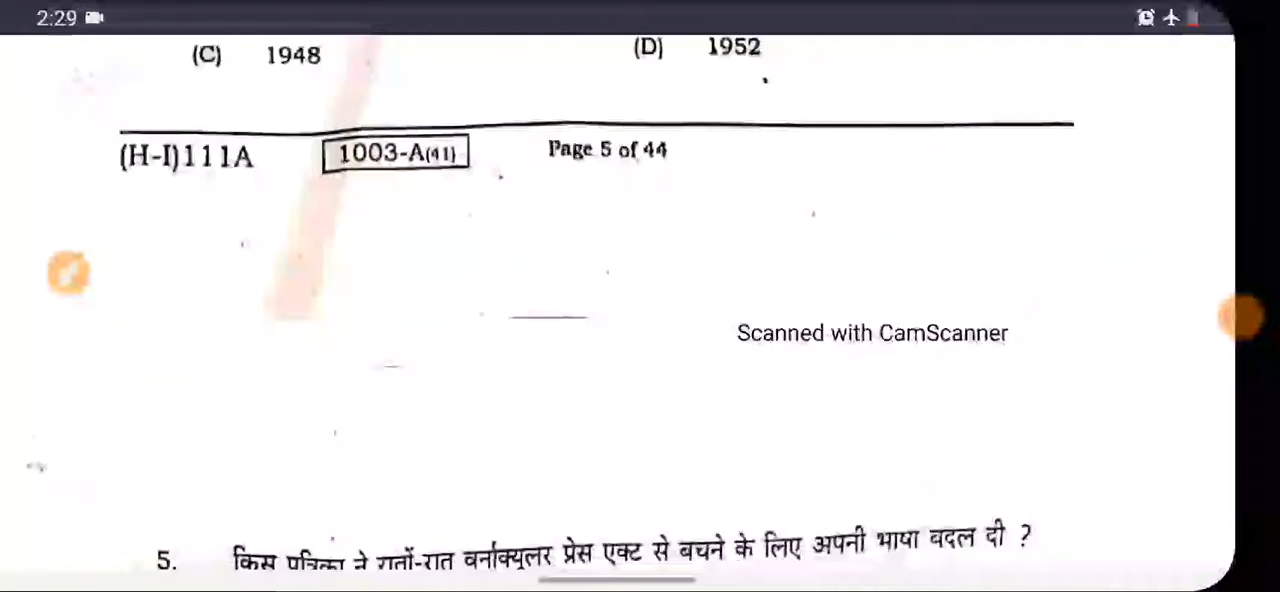 2:29
(C) 1948 (D) 1952
(H-I)111A 1003-A(41) Page 5 of 44
Scanned with CamScanner
5. किस पत्रिका ने रातों-रात वर्नाक्यूलर प्रेस एक्ट से बचने के लिए अपनी भाषा बदल दी ?